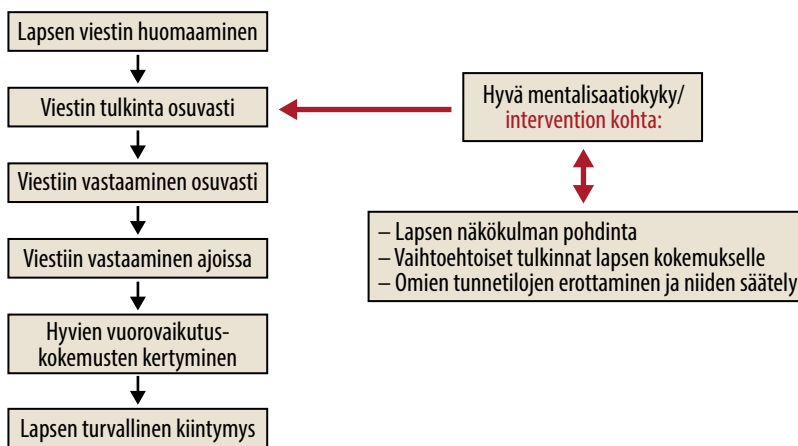 Lapsen viestin huomaaminen
Viestin tulkinta osuvasti
Viestiin vastaaminen osuvasti
Viestiin vastaaminen ajoissa
Hyvien vuorovaikutus-
kokemusten kertyminen
Lapsen turvallinen kiintymys
Hyvä mentalisaatiokyky/
intervention kohta:
– Lapsen näkökulman pohdinta
– Vaihtoehtoiset tulkinnat lapsen kokemukselle
– Omien tunnetilojen erottaminen ja niiden säätely